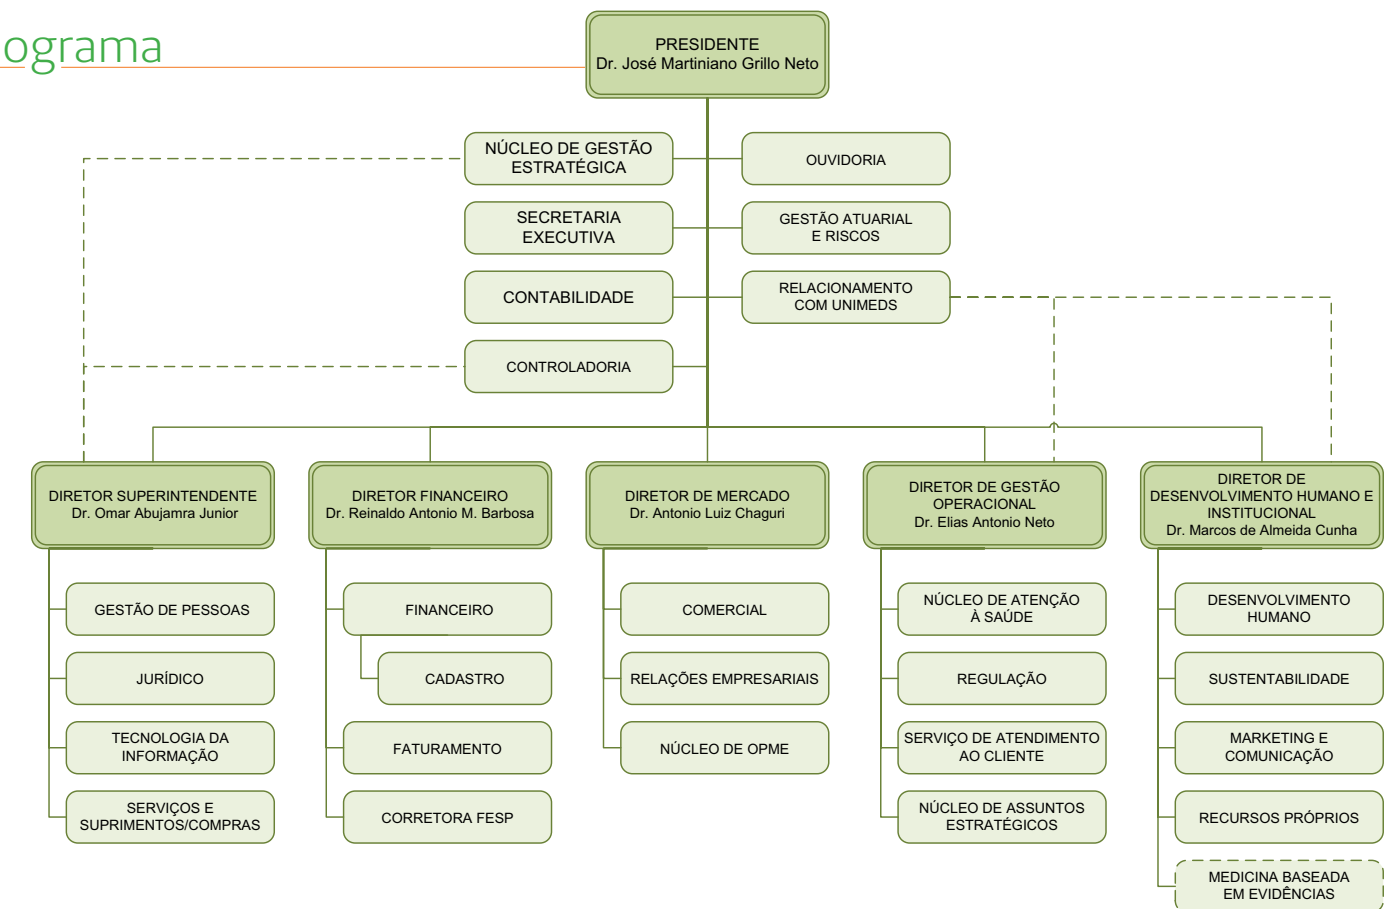 ograma
PRESIDENTE
Dr. José Martiniano Grillo Neto
NÚCLEO DE GESTÃO
ESTRATÉGICA
OUVIDORIA
SECRETARIA
EXECUTIVA
GESTÃO ATUARIAL
E RISCOS
CONTABILIDADE
RELACIONAMENTO
COM UNIMEDS
CONTROLADORIA
DIRETOR SUPERINTENDENTE
Dr. Omar Abujamra Junior
DIRETOR FINANCEIRO
Dr. Reinaldo Antonio M. Barbosa
DIRETOR DE MERCADO
Dr. Antonio Luiz Chaguri
DIRETOR DE GESTÃO
OPERACIONAL
Dr. Elias Antonio Neto
DIRETOR DE
DESENVOLVIMENTO HUMANO E
INSTITUCIONAL
Dr. Marcos de Almeida Cunha
GESTÃO DE PESSOAS
JURÍDICO
TECNOLOGIA DA
INFORMAÇÃO
SERVIÇOS E
SUPRIMENTOS/COMPRAS
FINANCEIRO
CADASTRO
FATURAMENTO
CORRETORA FESP
COMERCIAL
RELAÇÕES EMPRESARIAIS
NÚCLEO DE OPME
NÚCLEO DE ATENÇÃO
À SAÚDE
REGULAÇÃO
SERVIÇO DE ATENDIMENTO
AO CLIENTE
NÚCLEO DE ASSUNTOS
ESTRATÉGICOS
DESENVOLVIMENTO
HUMANO
SUSTENTABILIDADE
MARKETING E
COMUNICAÇÃO
RECURSOS PRÓPRIOS
MEDICINA BASEADA
EM EVIDÊNCIAS